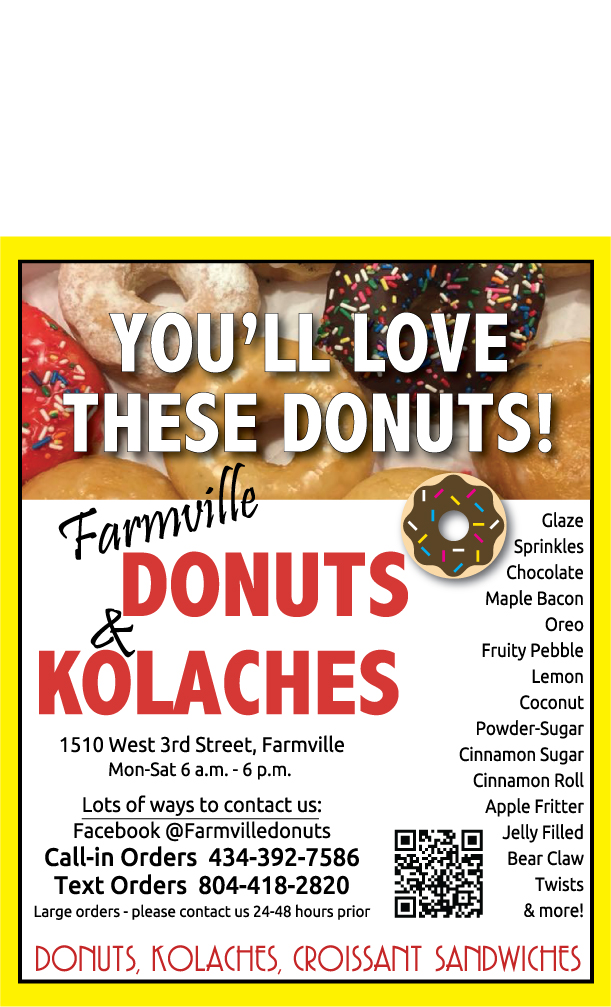 YOU'LL LOVE
THESE DONUTS!
Farmville
DONUTS
&
KOLACHES
1510 West 3rd Street, Farmville
Mon-Sat 6 a.m. - 6 p.m.
Lots of ways to contact us:
Facebook @Farmvilledonuts
Call-in Orders 434-392-7586
Text Orders 804-418-2820
Large orders - please contact us 24-48 hours prior
Glaze
Sprinkles
Chocolate
Maple Bacon
Oreo
Fruity Pebble
Lemon
Coconut
Powder-Sugar
Cinnamon Sugar
Cinnamon Roll
Apple Fritter
Jelly Filled
Bear Claw
Twists
& more!
DONUTS, KOLACHES, CROISSANT SANDWICHES